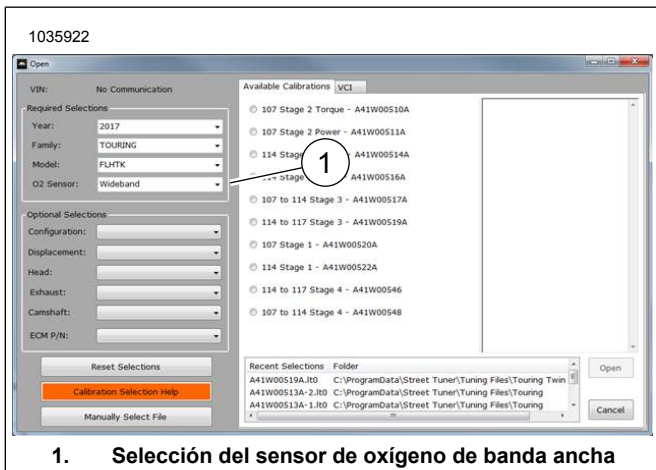 1035922
Open
VIN: No Communication
Required Selections
Year: 2017
Family: TOURING
Model: FLHTK
O2 Sensor: Wideband
Optional Selections
Configuration:
Displacement:
Head:
Exhaust:
Camshaft:
ECM P/N:
Reset Selections
Calibration Selection Help
Manually Select File
Available Calibrations VCI
107 Stage 2 Torque - A41W00510A
107 Stage 2 Power - A41W00511A
114 Stage - A41W00514A
114 Stage - A41W00516A
107 to 114 Stage 3 - A41W00517A
114 to 117 Stage 3 - A41W00519A
107 Stage 1 - A41W00520A
114 Stage 1 - A41W00522A
114 to 117 Stage 4 - A41W00546
107 to 114 Stage 4 - A41W00548
1
Recent Selections Folder
A41W00519A.lt0 C:\ProgramData\Street Tuner\Tuning Files\Touring Twin
A41W00513A-2.lt0 C:\ProgramData\Street Tuner\Tuning Files\Touring
A41W00513A-1.lt0 C:\ProgramData\Street Tuner\Tuning Files\Touring
Open
Cancel
1. Selección del sensor de oxígeno de banda ancha